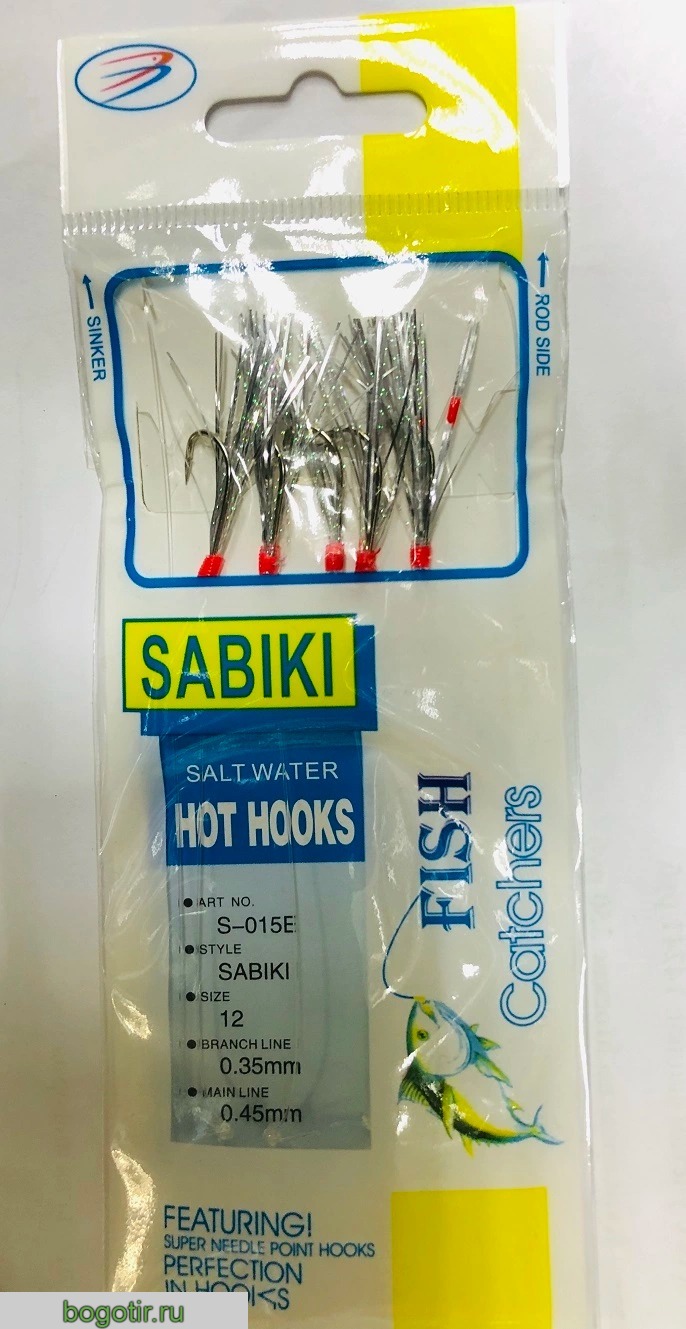 SINKER
ROD SIDE
SABIKI
SALT WATER
HOT HOOKS
ART NO.
S-015E
STYLE
SABIKI
SIZE
12
BRANCH LINE
0.35mm
MAIN LINE
0.45mm
FISH
Catchers
FEATURING!
SUPER NEEDLE POINT HOOKS
PERFECTION
IN HOOKS
bogotir.ru